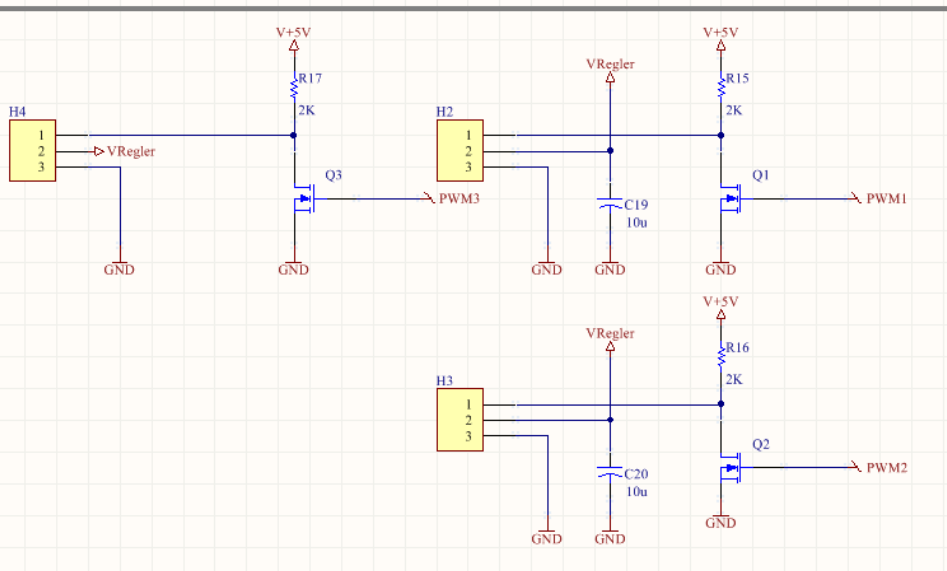 V+5V
R17
2K
H4
1
2
3
VRegler
Q3
PWM3
GND
GND
V+5V
VRegler
R15
2K
H2
1
2
3
Q1
C19
10u
PWM1
GND
GND
GND
V+5V
VRegler
R16
2K
H3
1
2
3
Q2
C20
10u
PWM2
GND
GND
GND